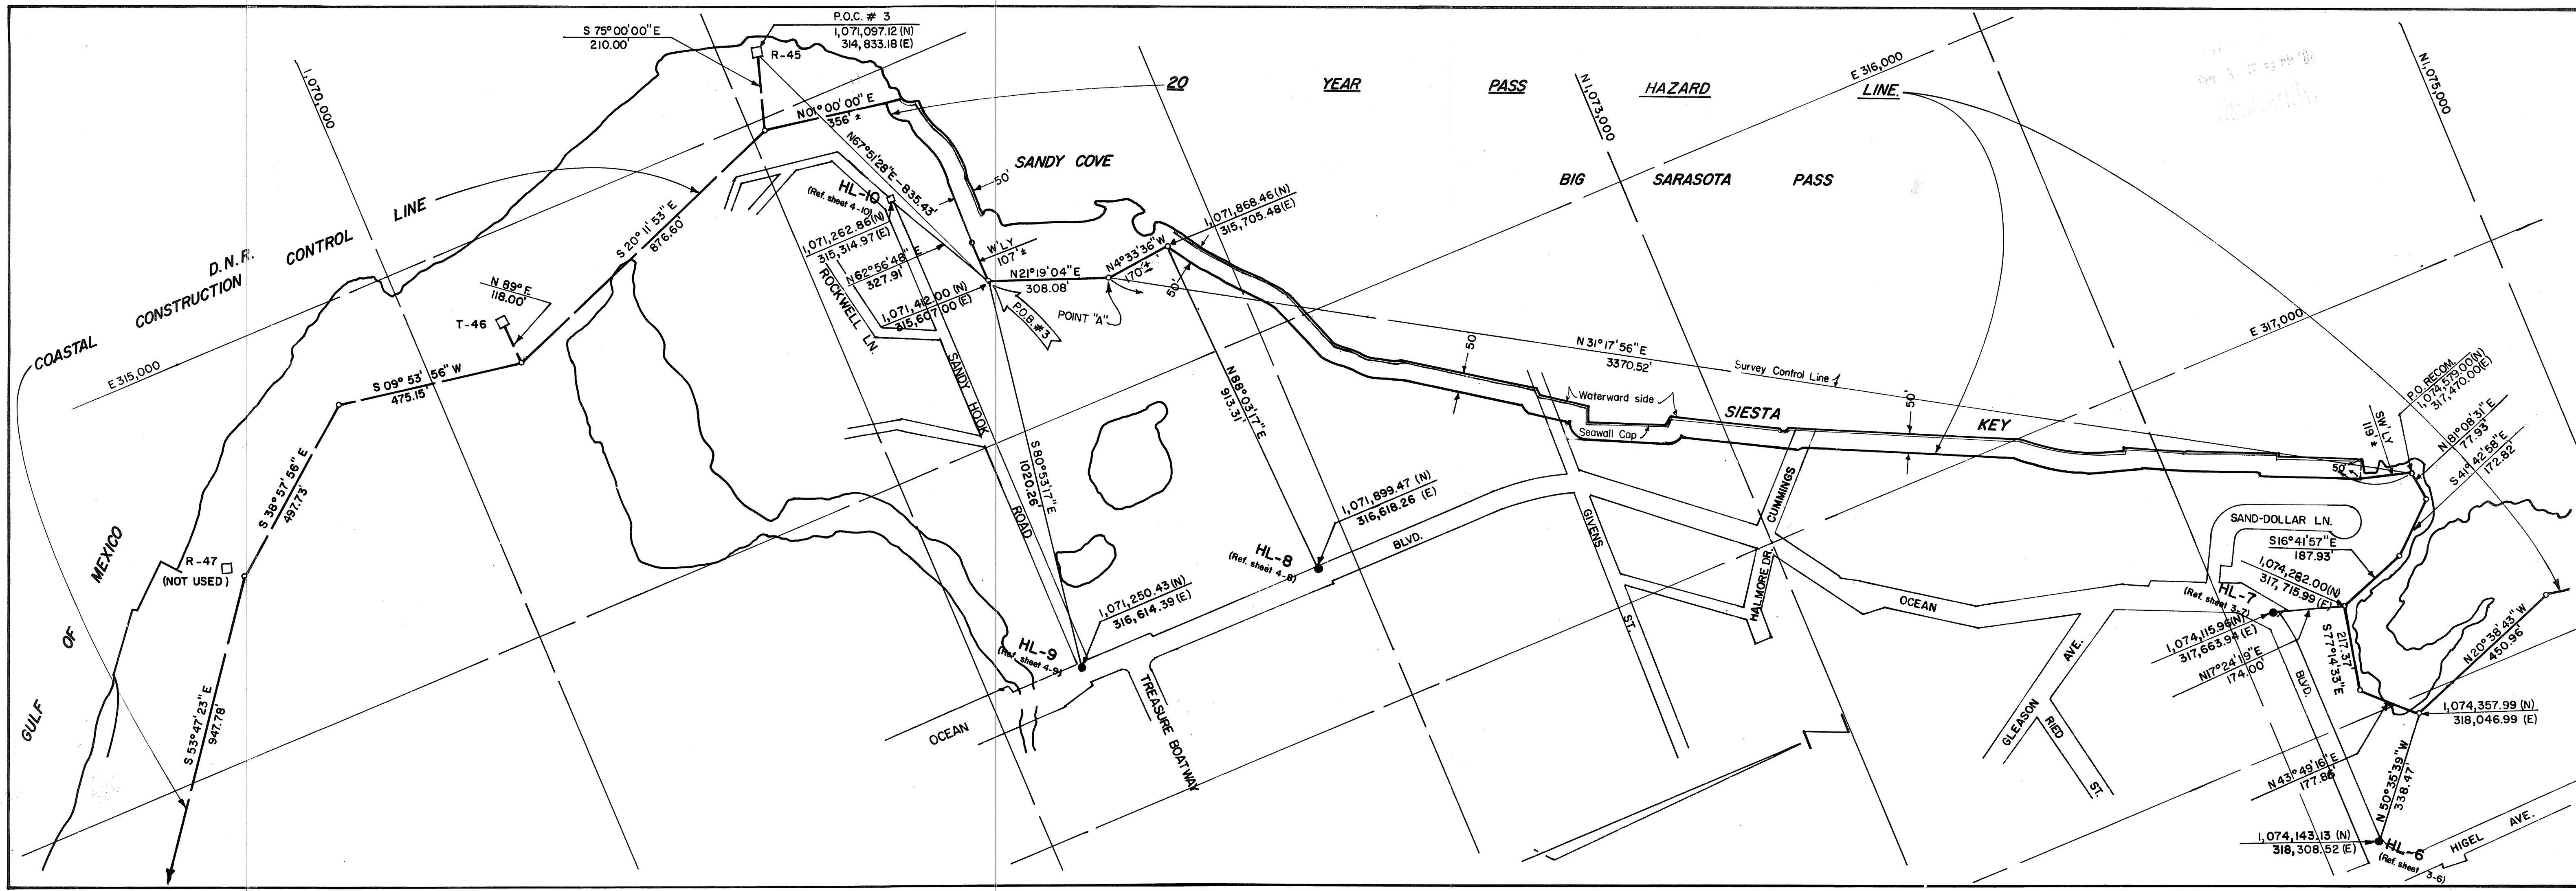 P.O.C. # 3
1,071,097.12 (N)
314,833.18 (E)
S 75° 00' 00" E
210.00'
R-45
1,070,000
20 YEAR PASS HAZARD LINE.
E 316,000
N 1,073,000
N 1,075,000
N 01° 00' 00" E
356' ±
N 67° 51' 28" E - 835.43'
50'
SANDY COVE
BIG SARASOTA PASS
HL-10
(Ref. sheet 4-10)
1,071,262.86 (N)
315,314.97 (E)
N 62° 56' 48" E
327.91'
1,071,412.00 (N)
315,607.00 (E)
W'LY
107' ±
N 21° 19' 04" E
308.08'
P.O.B. #3
POINT "A"
N 4° 33' 36" W
170' ±
1,071,868.46 (N)
315,705.48 (E)
50'
D.N.R.
COASTAL CONSTRUCTION CONTROL LINE
S 20° 11' 53" E
876.60'
N 89° E.
118.00'
T-46
E 315,000
S 09° 53' 56" W
475.15'
S 38° 57' 56" E
497.73'
R-47
(NOT USED)
S 53° 47' 23" E
947.78'
GULF OF MEXICO
ROCKWELL LN.
SANDY HOOK ROAD
S 80° 53' 17" E
1020.26'
N 88° 03' 17" E
913.31'
50
N 31° 17' 56" E
3370.52'
Survey Control Line
E 317,000
Waterward side
Seawall Cap
SIESTA KEY
50'
P.O. RECOM.
1,074,579.00 (N)
317,470.00 (E)
SW'LY
119' ±
50'
N 81° 08' 31" E
77.93'
S 41° 42' 58" E
172.82'
SAND-DOLLAR LN.
S 16° 41' 57" E
187.93'
1,074,282.00 (N)
317,715.99 (E)
HL-7
(Ref. sheet 3-7)
1,074,115.96 (N)
317,663.94 (E)
N 17° 24' 19" E
174.00'
217.37'
S 77° 14' 33" E
N 20° 38' 43" W
450.96'
1,074,357.99 (N)
318,046.99 (E)
N 43° 49' 16" E
177.86'
N 50° 35' 39" W
338.47'
1,074,143.13 (N)
318,308.52 (E)
HL-6
(Ref. sheet 3-6)
HIGEL AVE.
BLVD.
OCEAN
CUMMINGS
HALMORE DR.
GIVENS ST.
GLEASON AVE.
RIED ST.
1,071,899.47 (N)
316,618.26 (E)
HL-8
(Ref. sheet 4-8)
BLVD.
1,071,250.43 (N)
316,614.39 (E)
HL-9
(Ref. sheet 4-9)
OCEAN
TREASURE BOATWAY